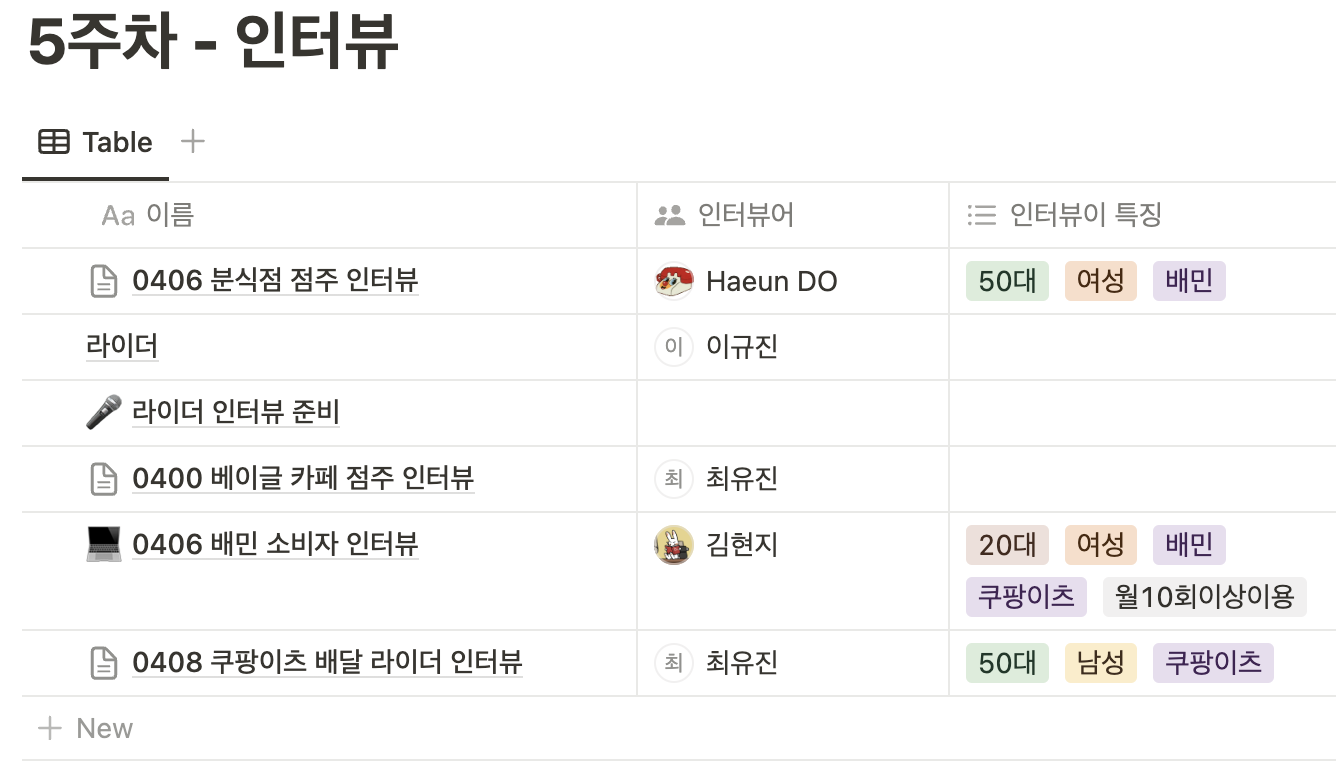 5주차 - 인터뷰
Table
Aa 이름 인터뷰어 인터뷰이 특징
0406 분식점 점주 인터뷰 Haeun DO 50대 여성 배민
라이더 이 이규진
라이더 인터뷰 준비
0400 베이글 카페 점주 인터뷰 최 최유진
0406 배민 소비자 인터뷰 김현지 20대 여성 배민
쿠팡이츠 월10회이상이용
0408 쿠팡이츠 배달 라이더 인터뷰 최 최유진 50대 남성 쿠팡이츠
+ New